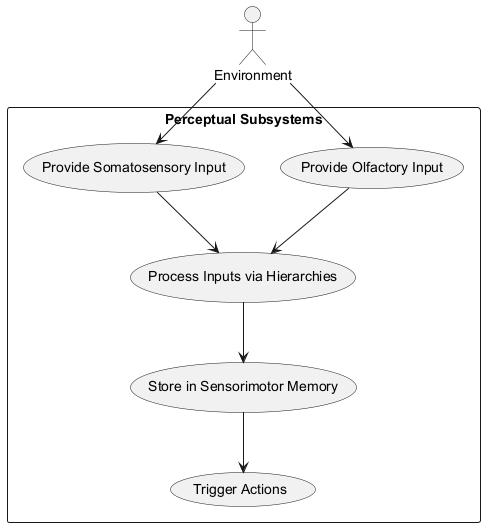 Environment
Perceptual Subsystems
Provide Somatosensory Input
Provide Olfactory Input
Process Inputs via Hierarchies
Store in Sensorimotor Memory
Trigger Actions